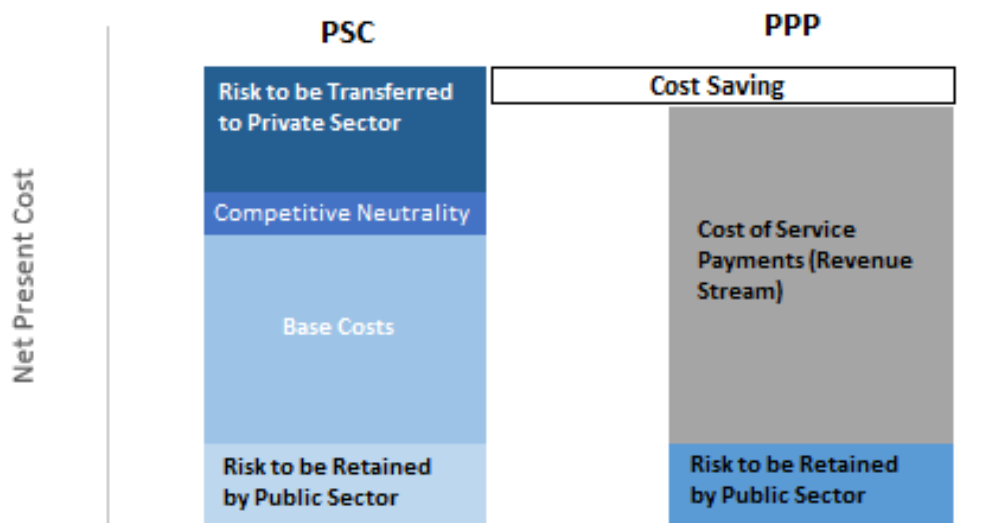 PSC
PPP
Risk to be Transferred
to Private Sector
Cost Saving
Competitive Neutrality
Cost of Service
Payments (Revenue
Stream)
Base Costs
Net Present Cost
Risk to be Retained
by Public Sector
Risk to be Retained
by Public Sector